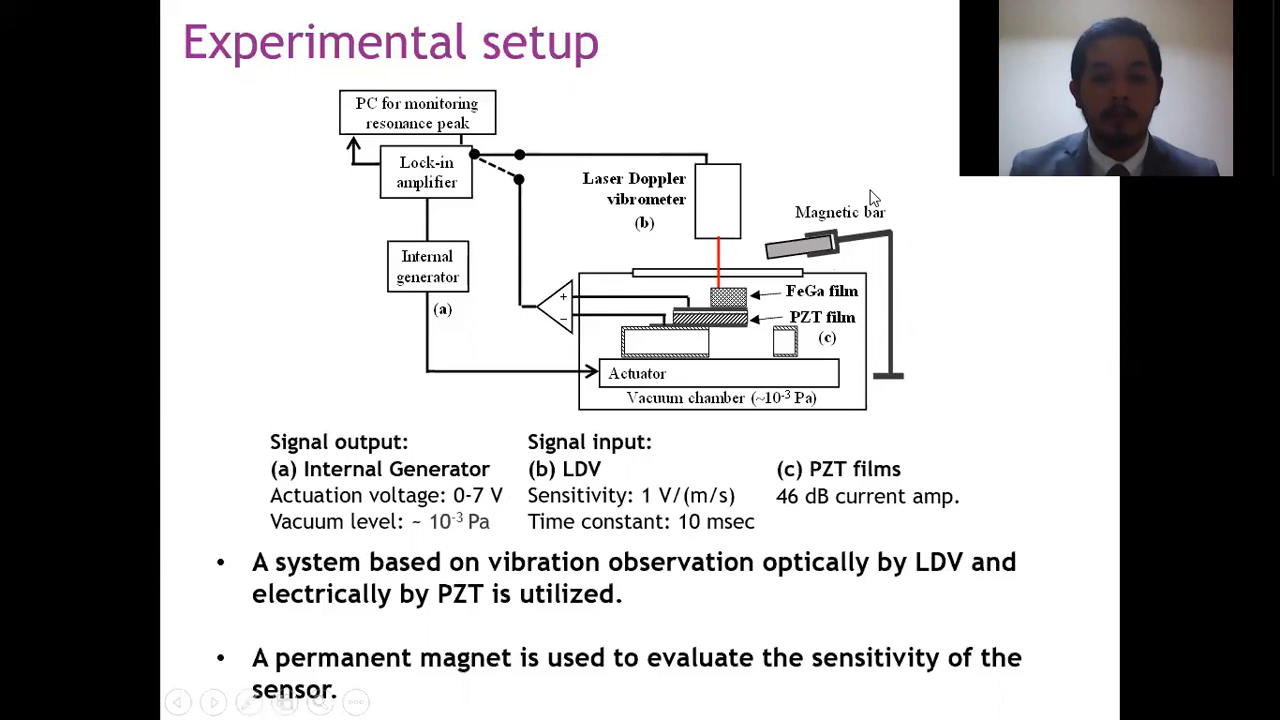 Experimental setup
PC for monitoring
resonance peak
Lock-in
amplifier
Laser Doppler
vibrometer
(b)
Magnetic bar
Internal
generator
(a)
+
−
FeGa film
PZT film
(c)
Actuator
Vacuum chamber (~10⁻³ Pa)
Signal output:
(a) Internal Generator
Actuation voltage: 0-7 V
Vacuum level: ~ 10⁻³ Pa
Signal input:
(b) LDV
Sensitivity: 1 V/(m/s)
Time constant: 10 msec
(c) PZT films
46 dB current amp.
• A system based on vibration observation optically by LDV and
electrically by PZT is utilized.
• A permanent magnet is used to evaluate the sensitivity of the
sensor.